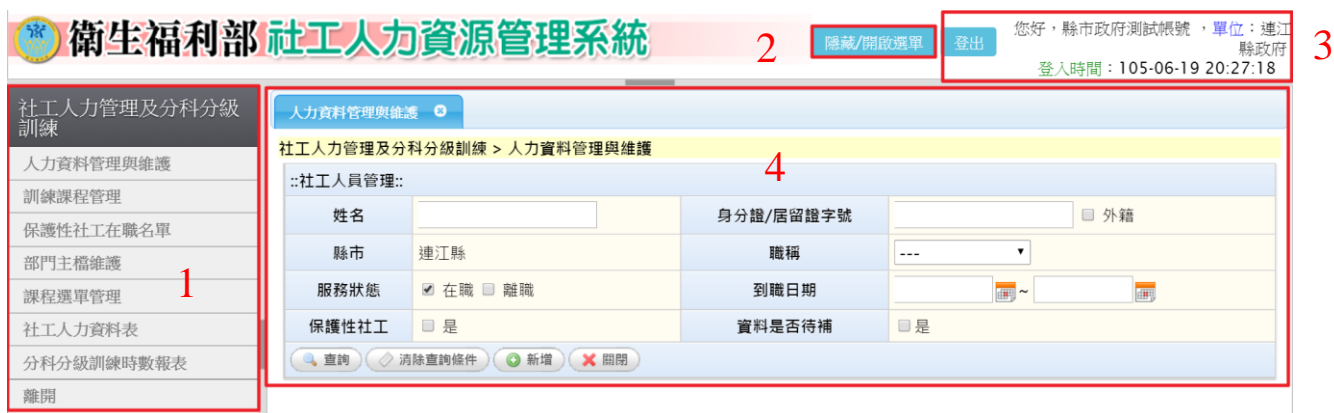 衛生福利部 社工人力資源管理系統
2
隱藏/開啟選單
登出
您好，縣市政府測試帳號 ，單位：連江
縣政府
登入時間：105-06-19 20:27:18
3
社工人力管理及分科分級
訓練
人力資料管理與維護
訓練課程管理
保護性社工在職名單
部門主檔維護
課程選單管理
社工人力資料表
分科分級訓練時數報表
離開
1
人力資料管理與維護
社工人力管理及分科分級訓練 > 人力資料管理與維護
4
::社工人員管理::
姓名 身分證/居留證字號 外籍
縣市 連江縣 職稱 ---
服務狀態 在職 離職 到職日期 ~
保護性社工 是 資料是否待補 是
查詢 清除查詢條件 新增 關閉